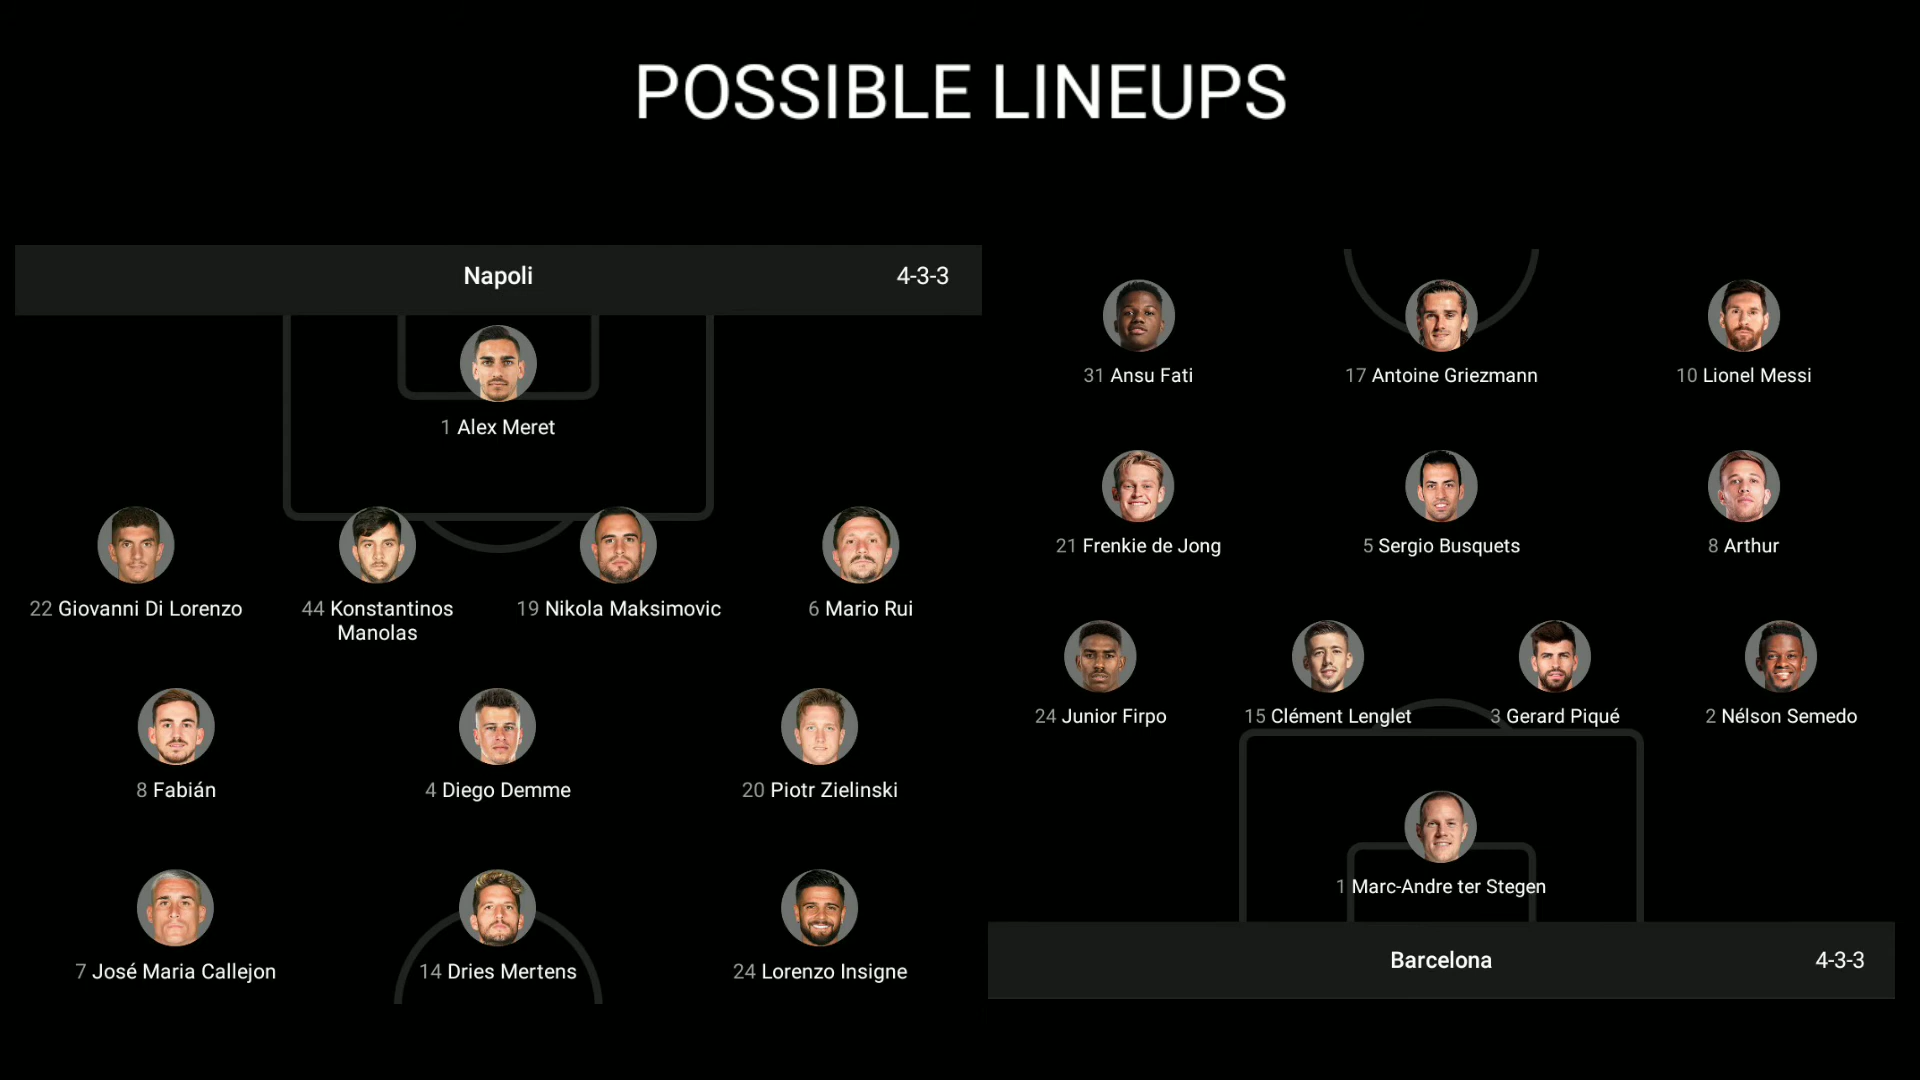 POSSIBLE LINEUPS
Napoli 4-3-3
1 Alex Meret
22 Giovanni Di Lorenzo
44 Konstantinos
Manolas
19 Nikola Maksimovic
6 Mario Rui
8 Fabián
4 Diego Demme
20 Piotr Zielinski
7 José Maria Callejon
14 Dries Mertens
24 Lorenzo Insigne
31 Ansu Fati
17 Antoine Griezmann
10 Lionel Messi
21 Frenkie de Jong
5 Sergio Busquets
8 Arthur
24 Junior Firpo
15 Clément Lenglet
3 Gerard Piqué
2 Nélson Semedo
1 Marc-Andre ter Stegen
Barcelona 4-3-3